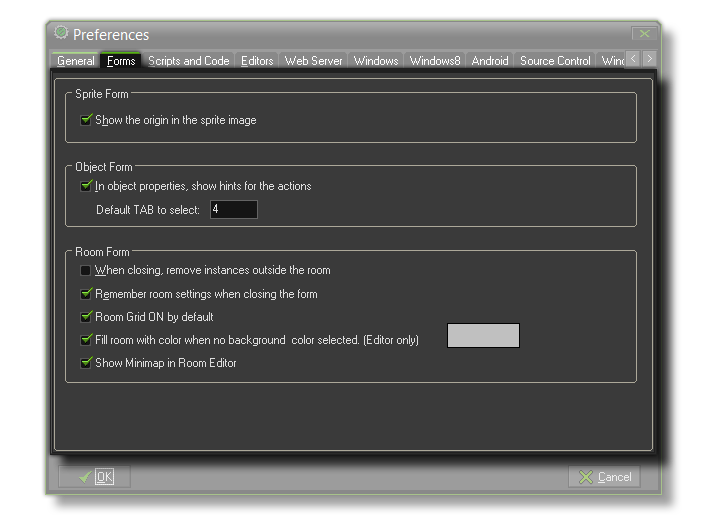 Preferences
General Forms Scripts and Code Editors Web Server Windows Windows8 Android Source Control
Sprite Form
Show the origin in the sprite image
Object Form
In object properties, show hints for the actions
Default TAB to select: 4
Room Form
When closing, remove instances outside the room
Remember room settings when closing the form
Room Grid ON by default
Fill room with color when no background color selected. (Editor only)
Show Minimap in Room Editor
OK Cancel